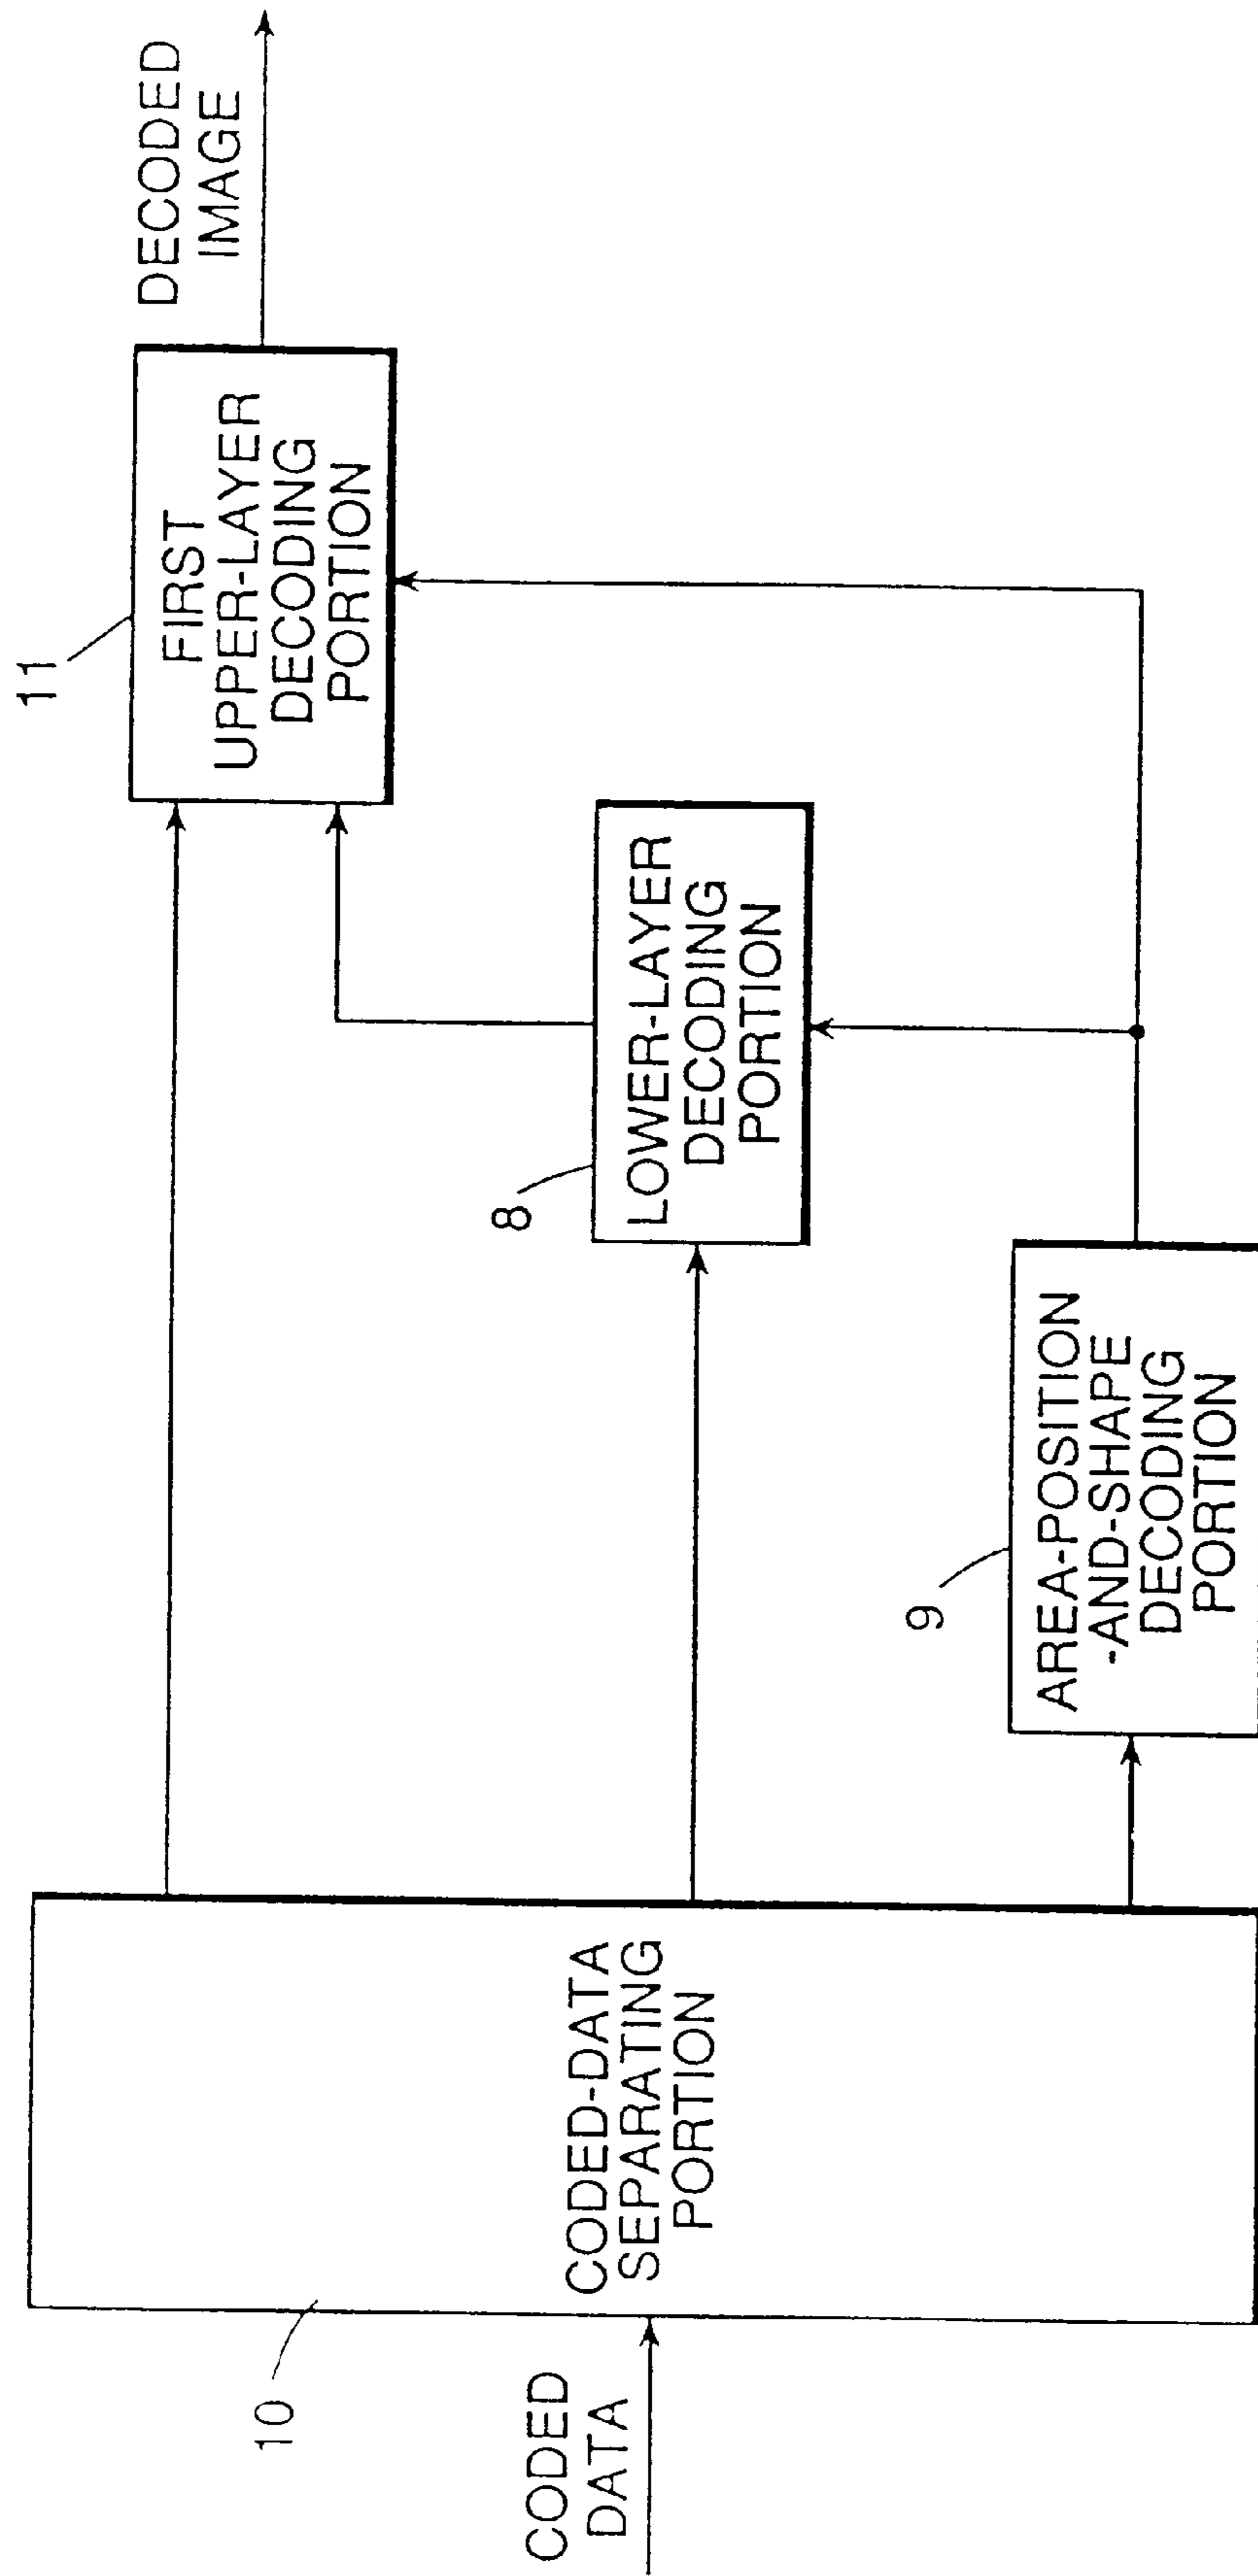 CODED
DATA
10
CODED-DATA
SEPARATING
PORTION
9
AREA-POSITION
-AND-SHAPE
DECODING
PORTION
8
LOWER-LAYER
DECODING
PORTION
11
FIRST
UPPER-LAYER
DECODING
PORTION
DECODED
IMAGE